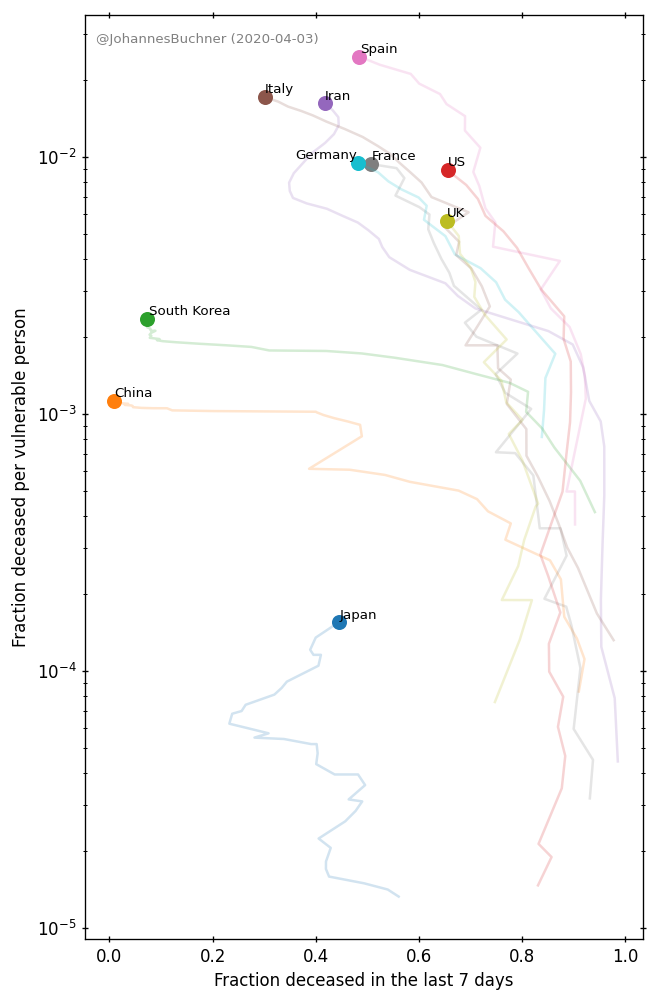 @JohannesBuchner (2020-04-03)
Spain
Italy
Iran
Germany
France
US
UK
South Korea
China
Japan
10⁻²
10⁻³
10⁻⁴
10⁻⁵
Fraction deceased per vulnerable person
0.0 0.2 0.4 0.6 0.8 1.0
Fraction deceased in the last 7 days